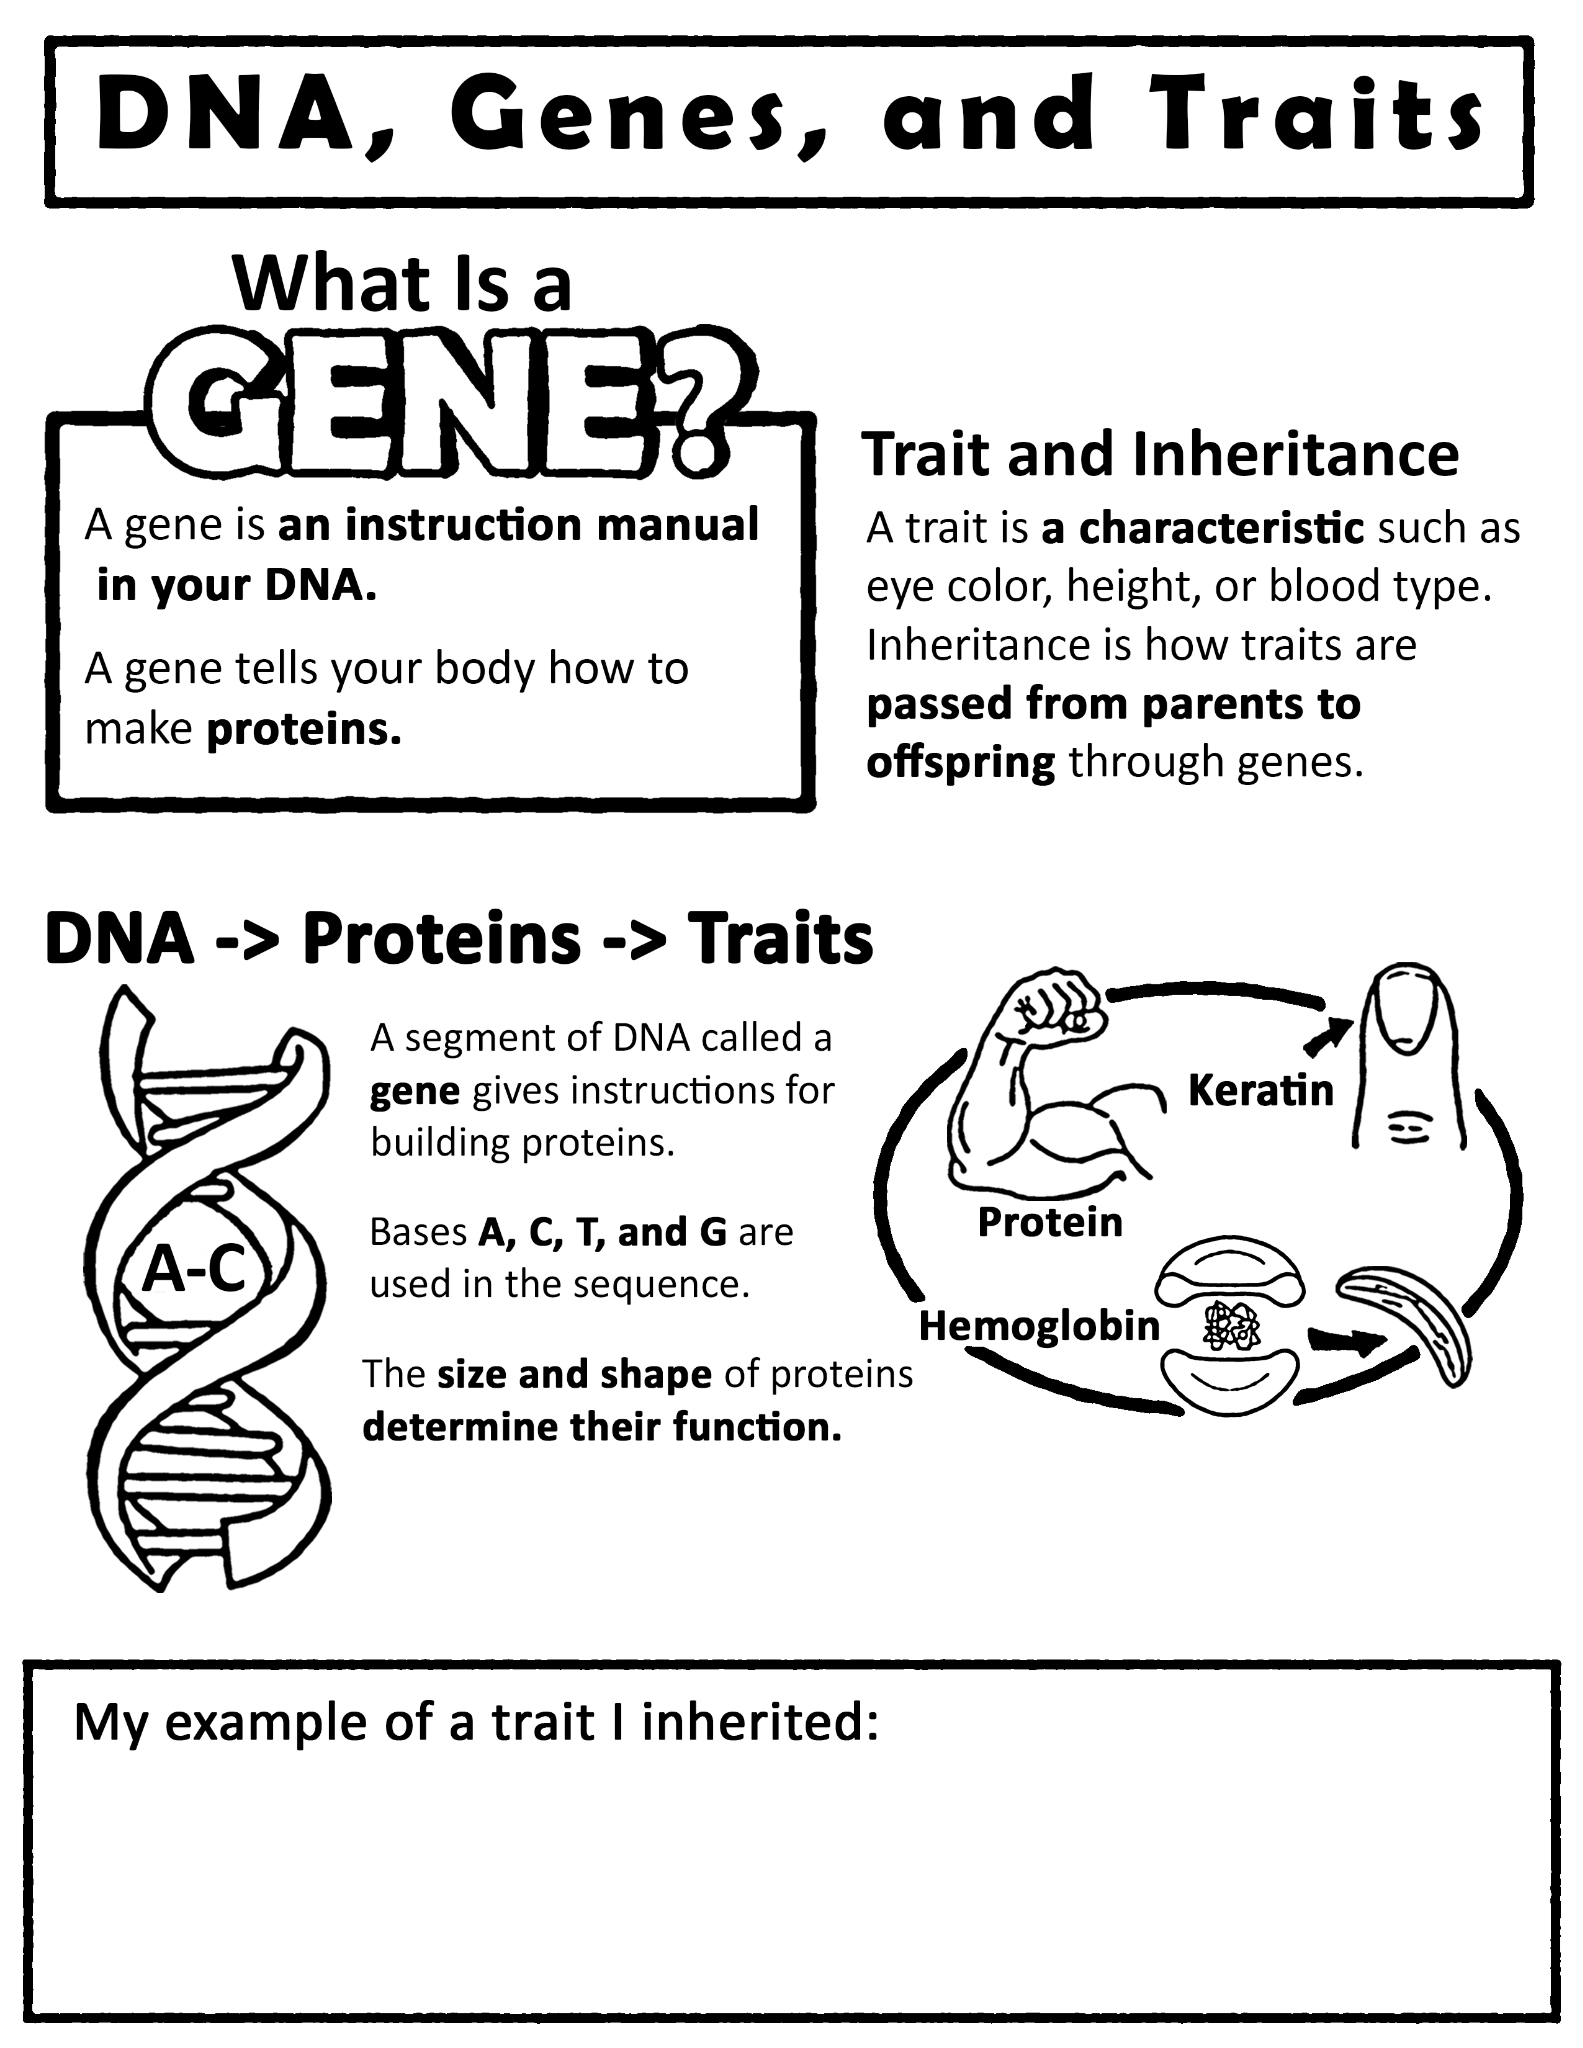 DNA, Genes, and Traits
What Is a
GENE?
A gene is an instruction manual
in your DNA.
A gene tells your body how to
make proteins.
Trait and Inheritance
A trait is a characteristic such as
eye color, height, or blood type.
Inheritance is how traits are
passed from parents to
offspring through genes.
DNA -> Proteins -> Traits
A-C
A segment of DNA called a
gene gives instructions for
building proteins.
Bases A, C, T, and G are
used in the sequence.
The size and shape of proteins
determine their function.
Keratin
Protein
Hemoglobin
My example of a trait I inherited: